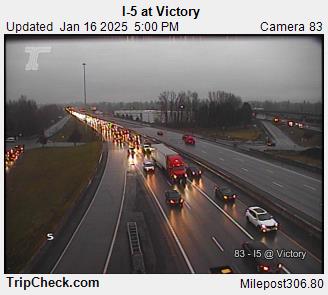 I-5 at Victory
Updated  Jan 16 2025  5:00 PM
Camera 83
T
S
83 - I5 @ Victory
TripCheck.com
Milepost306.80